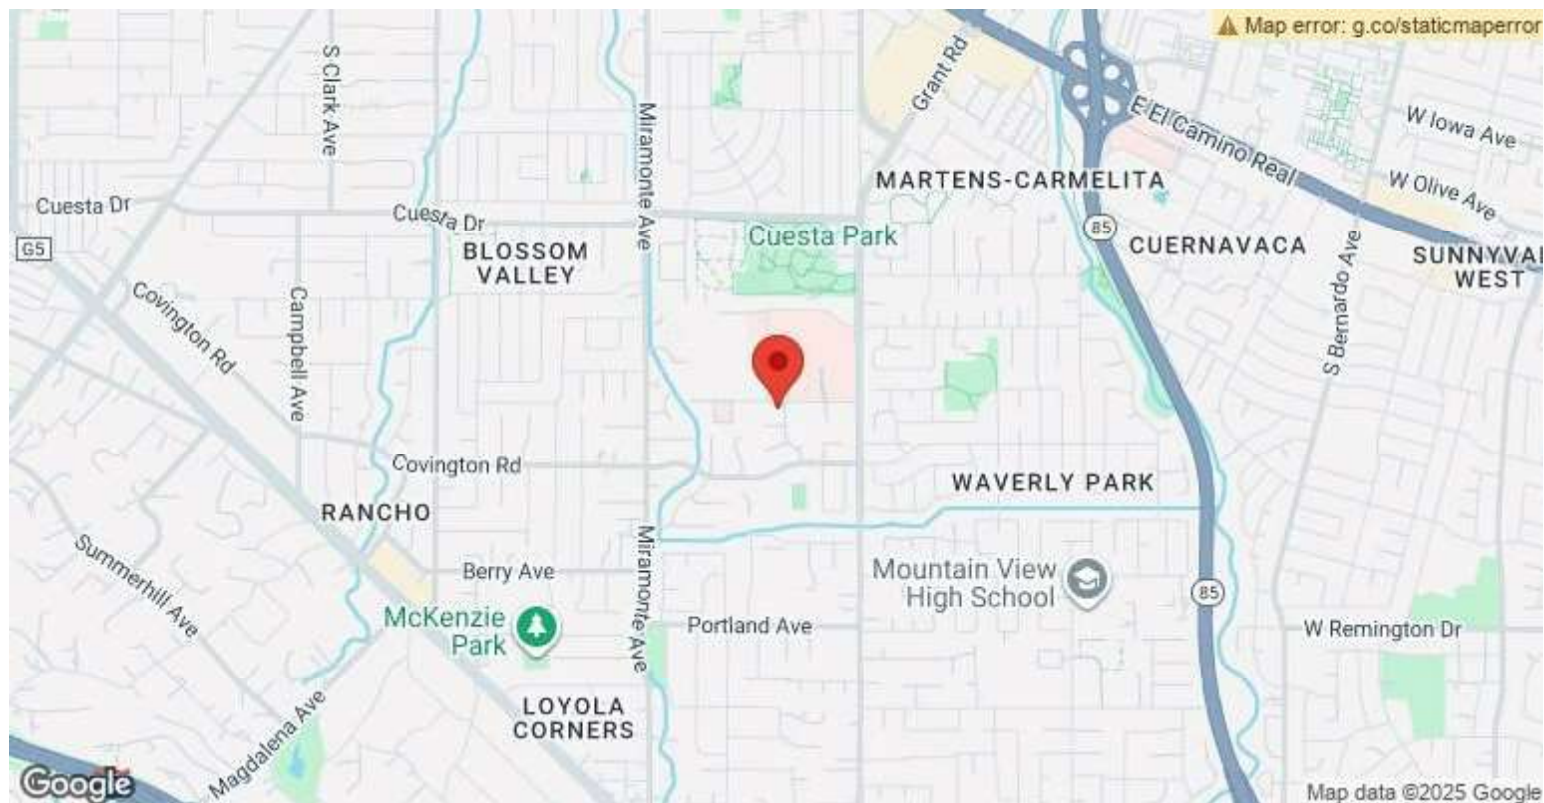 Map error: g.co/staticmaperror
S Clark Ave
Miramonte Ave
Grant Rd
E El Camino Real
W Iowa Ave
W Olive Ave
MARTENS-CARMELITA
Cuesta Dr
Cuesta Dr
Cuesta Park
85
CUERNAVACA
S Bernardo Ave
SUNNYVAL
WEST
G5
BLOSSOM
VALLEY
Covington Rd
Campbell Ave
Covington Rd
WAVERLY PARK
RANCHO
Summerhill Ave
Berry Ave
Miramonte Ave
Mountain View
High School
85
McKenzie
Park
Portland Ave
W Remington Dr
LOYOLA
CORNERS
Magdalena Ave
Google
Map data ©2025 Google